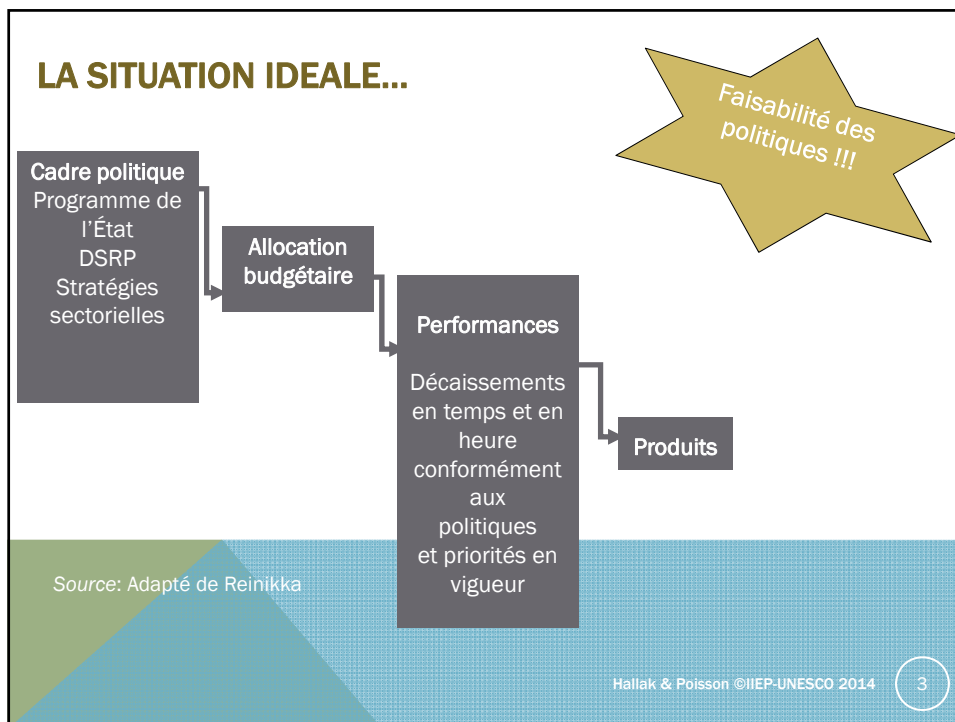 LA SITUATION IDEALE...
Faisabilité des
politiques !!!
Cadre politique
Programme de
l'État
DSRP
Stratégies
sectorielles
Allocation
budgétaire
Performances
Décaissements
en temps et en
heure
conformément
aux
politiques
et priorités en
vigueur
Produits
Source: Adapté de Reinikka
Hallak & Poisson ©IIEP-UNESCO 2014
3